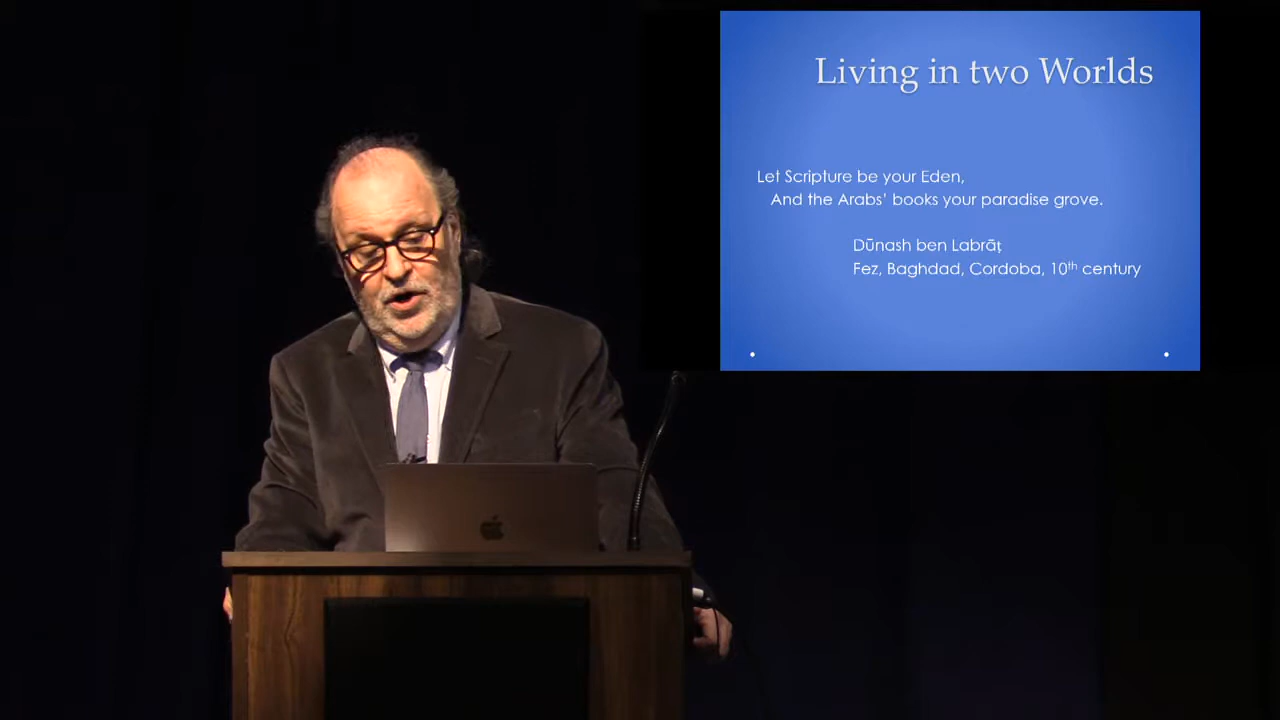 Living in two Worlds
Let Scripture be your Eden,
And the Arabs' books your paradise grove.
Dūnash ben Labrāṭ
Fez, Baghdad, Cordoba, 10th century